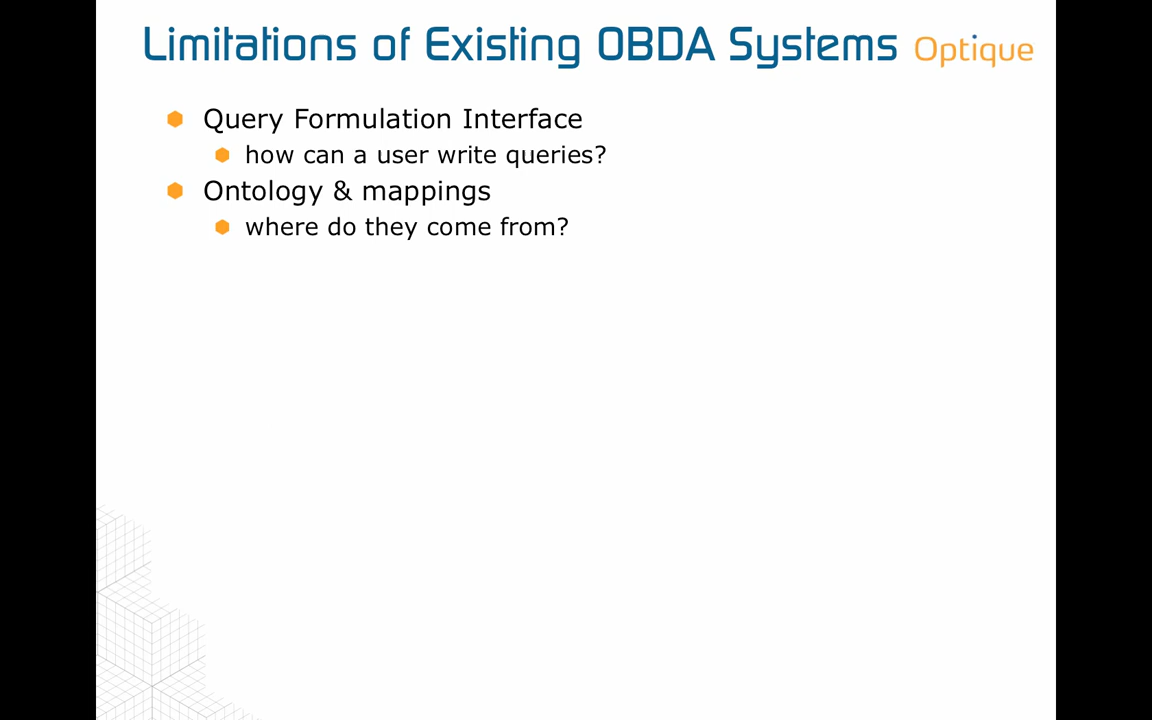 Limitations of Existing OBDA Systems Optique
Query Formulation Interface
how can a user write queries?
Ontology & mappings
where do they come from?